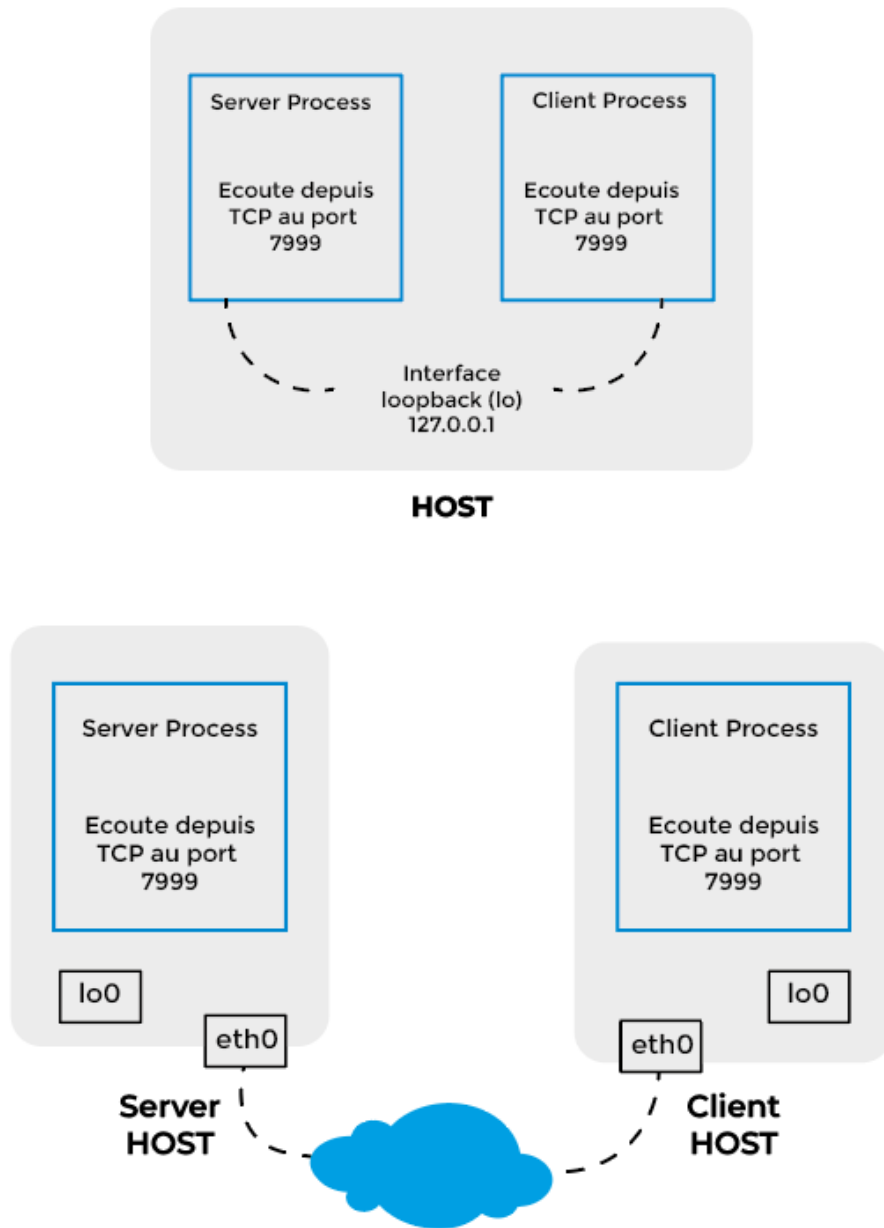 Server Process
Ecoute depuis
TCP au port
7999
Client Process
Ecoute depuis
TCP au port
7999
Interface
loopback (lo)
127.0.0.1
HOST
Server Process
Ecoute depuis
TCP au port
7999
lo0
eth0
Server
HOST
Client Process
Ecoute depuis
TCP au port
7999
lo0
eth0
Client
HOST